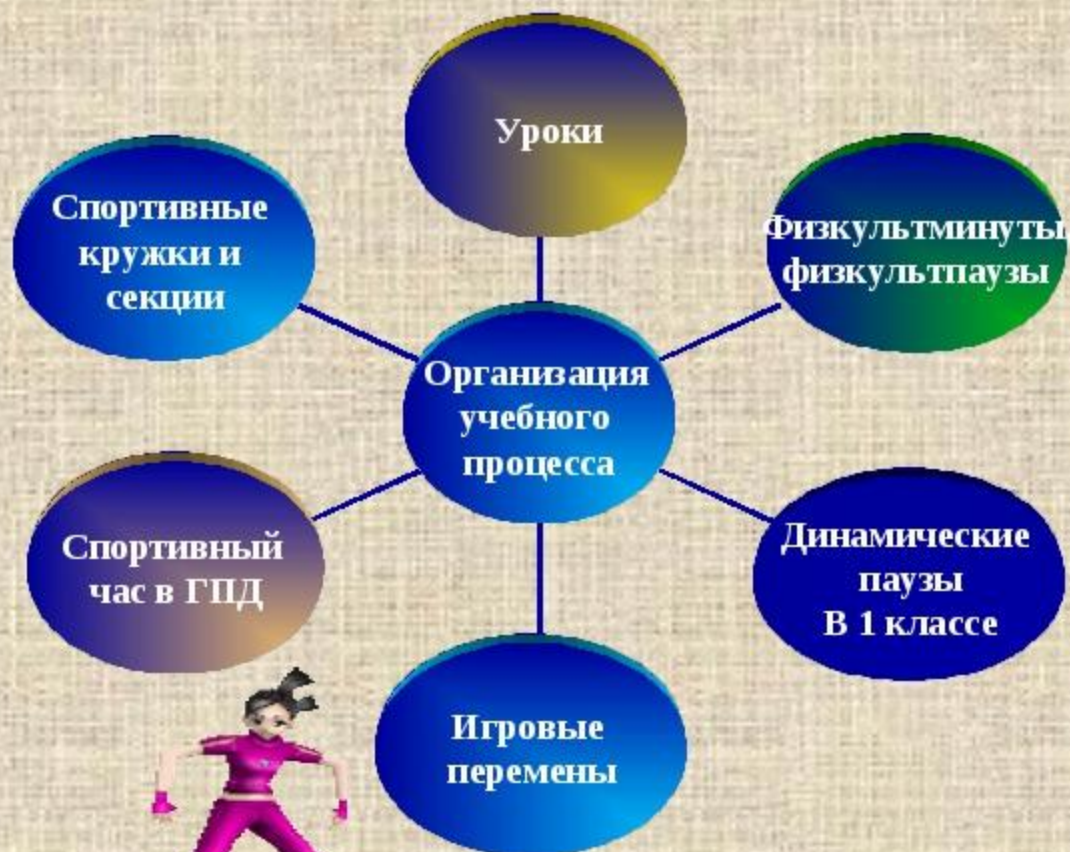 Уроки
Спортивные
кружки и
секции
Физкультминуты
физкультпаузы
Организация
учебного
процесса
Спортивный
час в ГПД
Динамические
паузы
В 1 классе
Игровые
перемены